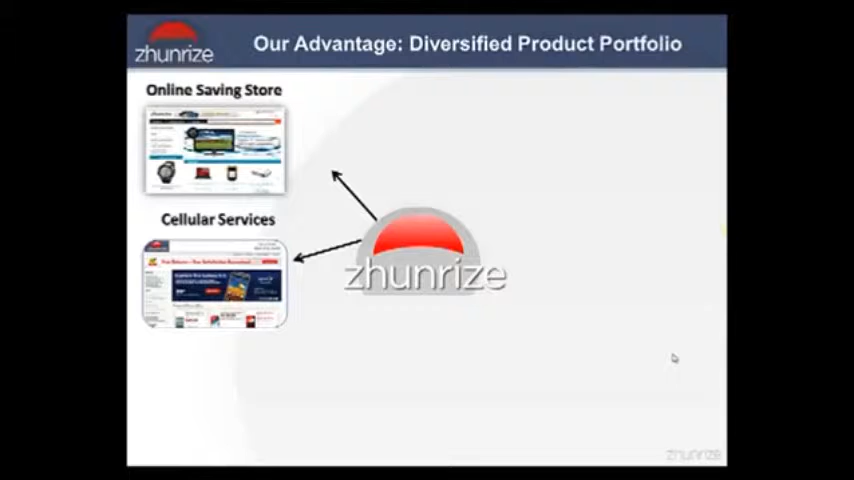 zhunrize
Our Advantage: Diversified Product Portfolio
Online Saving Store
Cellular Services
zhunrize
zhunrize